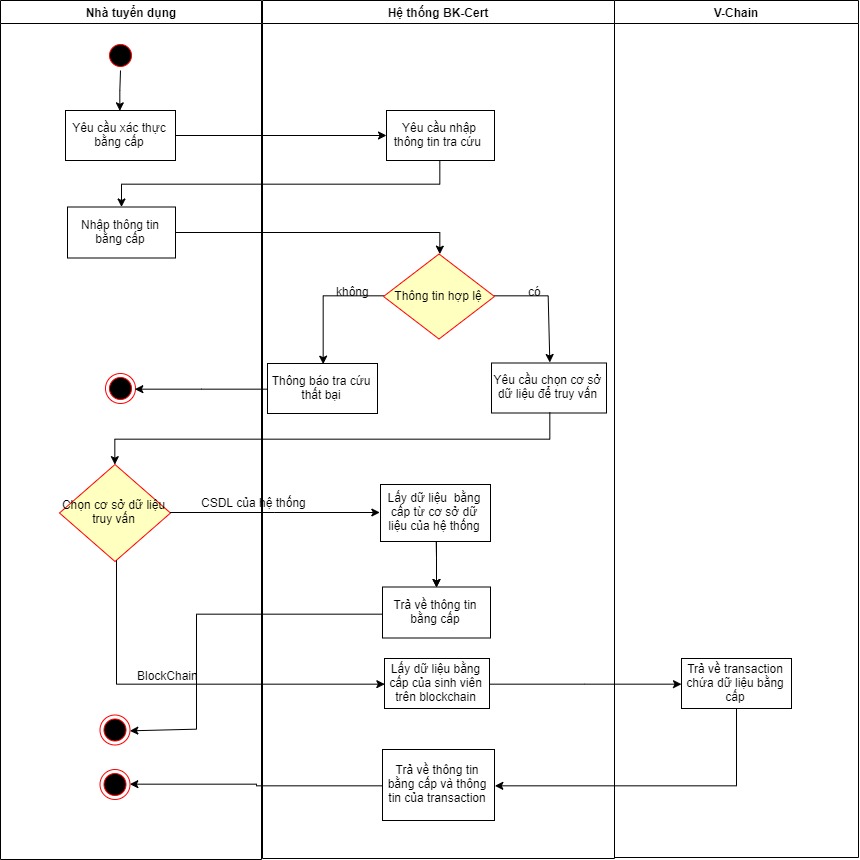 Nhà tuyển dụng
Hệ thống BK-Cert
V-Chain
Yêu cầu xác thực
bằng cấp
Yêu cầu nhập
thông tin tra cứu
Nhập thông tin
bằng cấp
Thông tin hợp lệ
không
có
Thông báo tra cứu
thất bại
Yêu cầu chọn cơ sở
dữ liệu để truy vấn
Chọn cơ sở dữ liệu
truy vấn
CSDL của hệ thống
Lấy dữ liệu bằng
cấp từ cơ sở dữ
liệu của hệ thống
Trả về thông tin
bằng cấp
BlockChain
Lấy dữ liệu bằng
cấp của sinh viên
trên blockchain
Trả về transaction
chứa dữ liệu bằng
cấp
Trả về thông tin
bằng cấp và thông
tin của transaction